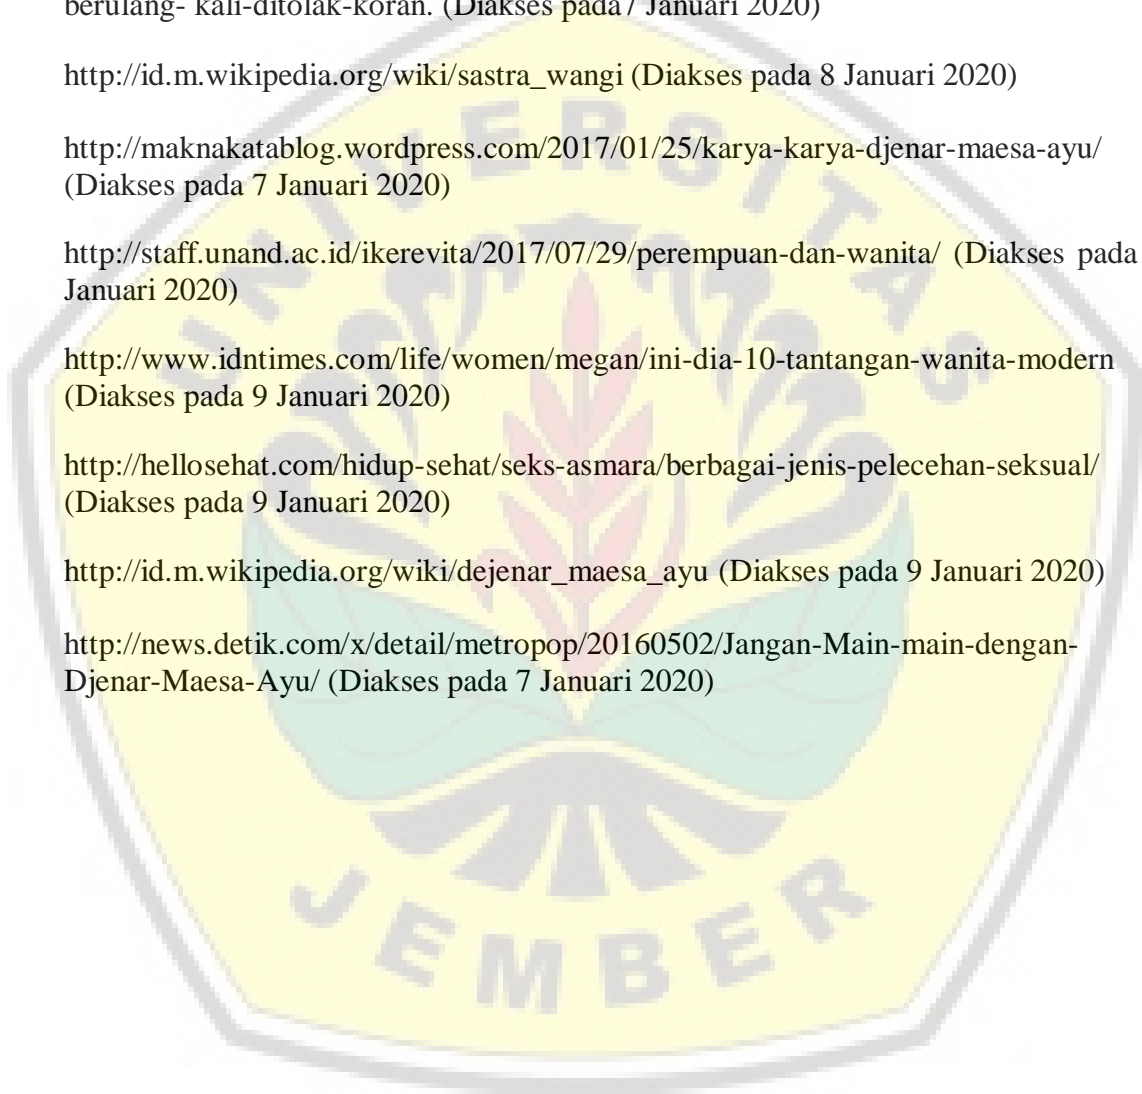 berulang- kali-ditolak-koran. (Diakses pada7 Januari 2020)
http://id.m.wikipedia.org/wiki/sastra_wangi (Diakses pada 8 Januari 2020)
http://maknakatablog.wordpress.com/2017/01/25/karya-karya-djenar-maesa-ayu/
(Diakses pada 7 Januari 2020)
http://staff.unand.ac.id/ikerevita/2017/07/29/perempuan-dan-wanita/ (Diakses pada
Januari 2020)
http://www.idntimes.com/life/women/megan/ini-dia-10-tantangan-wanita-modern
(Diakses pada 9 Januari 2020)
http://hellosehat.com/hidup-sehat/seks-asmara/berbagai-jenis-pelecehan-seksual/
(Diakses pada 9 Januari 2020)
http://id.m.wikipedia.org/wiki/dejenar_maesa_ayu (Diakses pada 9 Januari 2020)
http://news.detik.com/x/detail/metropop/20160502/Jangan-Main-main-dengan-
Djenar-Maesa-Ayu/ (Diakses pada 7 Januari 2020)
UNIVERSITAS
JEMBER